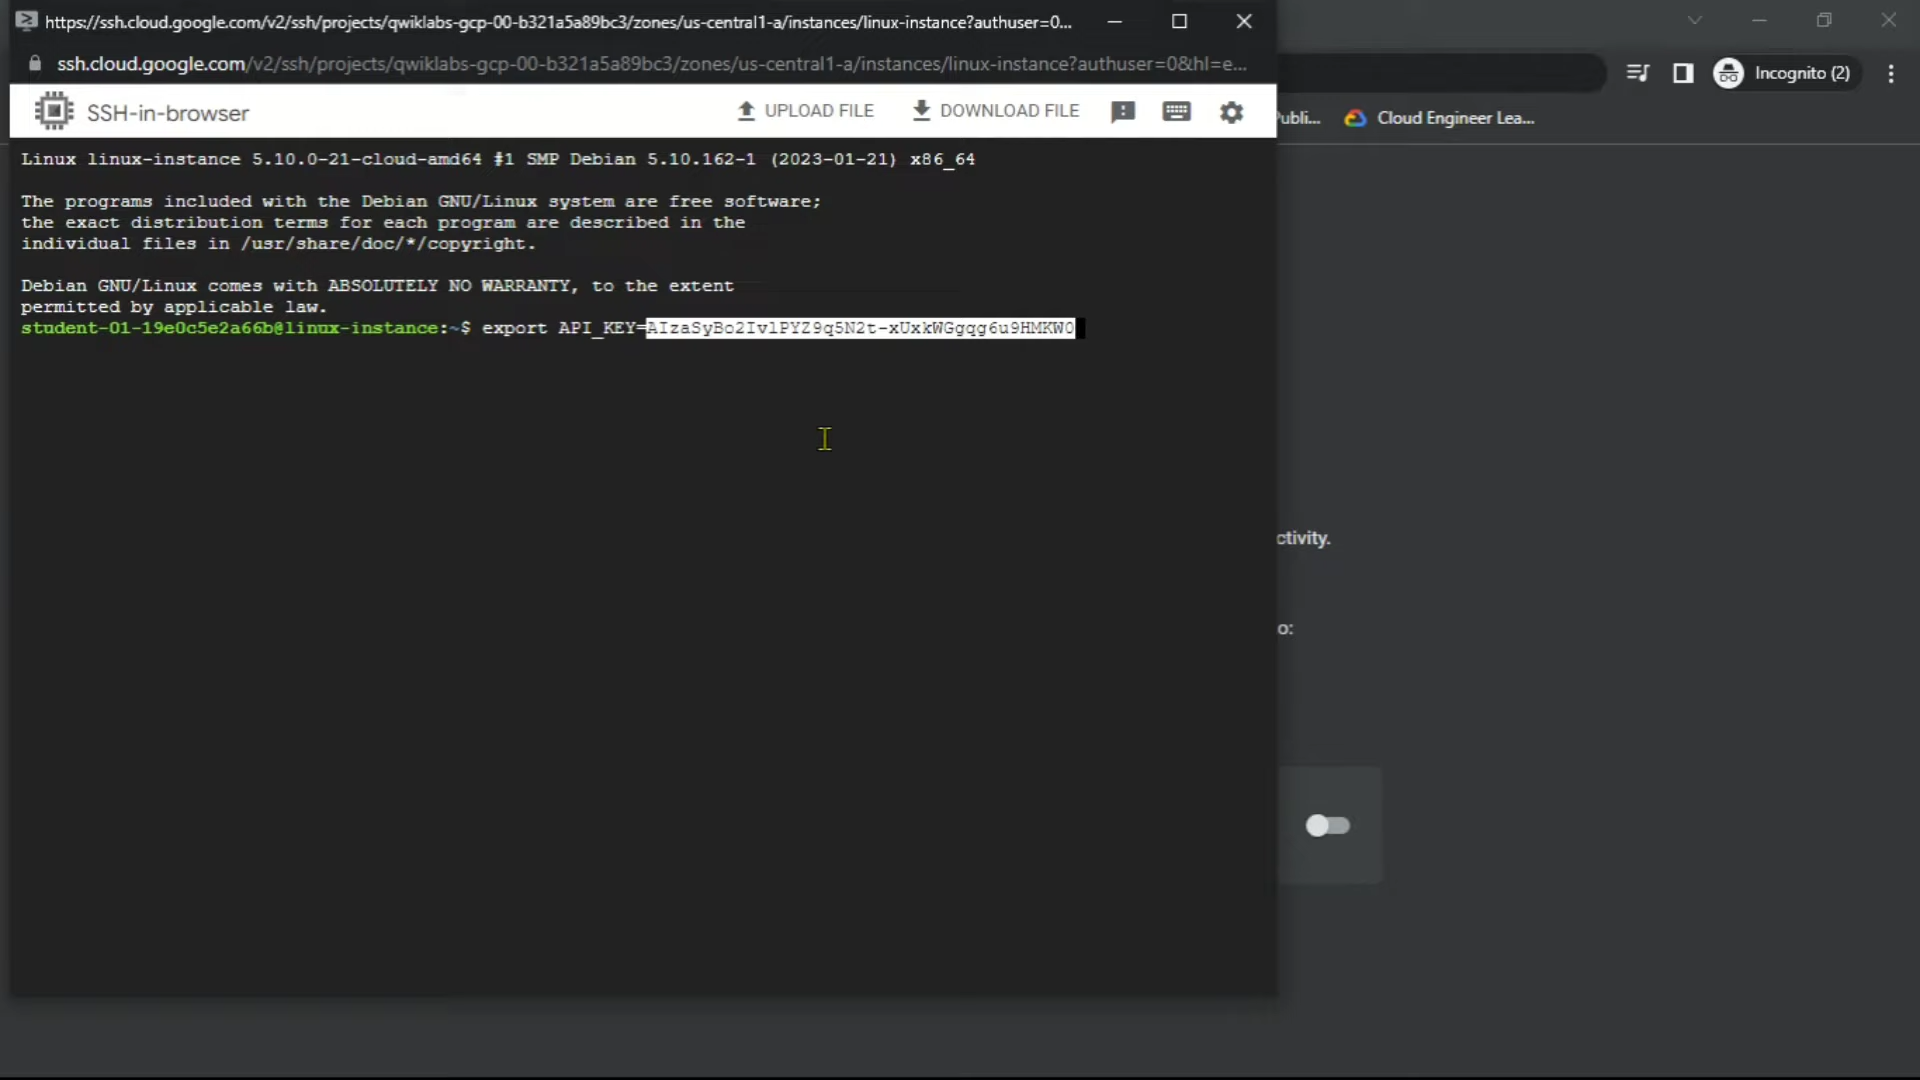 https://ssh.cloud.google.com/v2/ssh/projects/qwiklabs-gcp-00-b321a5a89bc3/zones/us-central1-a/instances/linux-instance?authuser=0...
ssh.cloud.google.com/v2/ssh/projects/qwiklabs-gcp-00-b321a5a89bc3/zones/us-central1-a/instances/linux-instance?authuser=0&hl=e...
Incognito (2)
SSH-in-browser
UPLOAD FILE
DOWNLOAD FILE
Publi...
Cloud Engineer Lea...
Linux linux-instance 5.10.0-21-cloud-amd64 #1 SMP Debian 5.10.162-1 (2023-01-21) x86_64
The programs included with the Debian GNU/Linux system are free software;
the exact distribution terms for each program are described in the
individual files in /usr/share/doc/*/copyright.
Debian GNU/Linux comes with ABSOLUTELY NO WARRANTY, to the extent
permitted by applicable law.
student-01-19e0c5e2a66b@linux-instance:~$ export API_KEY=AIzaSyBo2IvlPYZ9q5N2t-xUxkWGgqg6u9HMKW0
ctivity.
o: